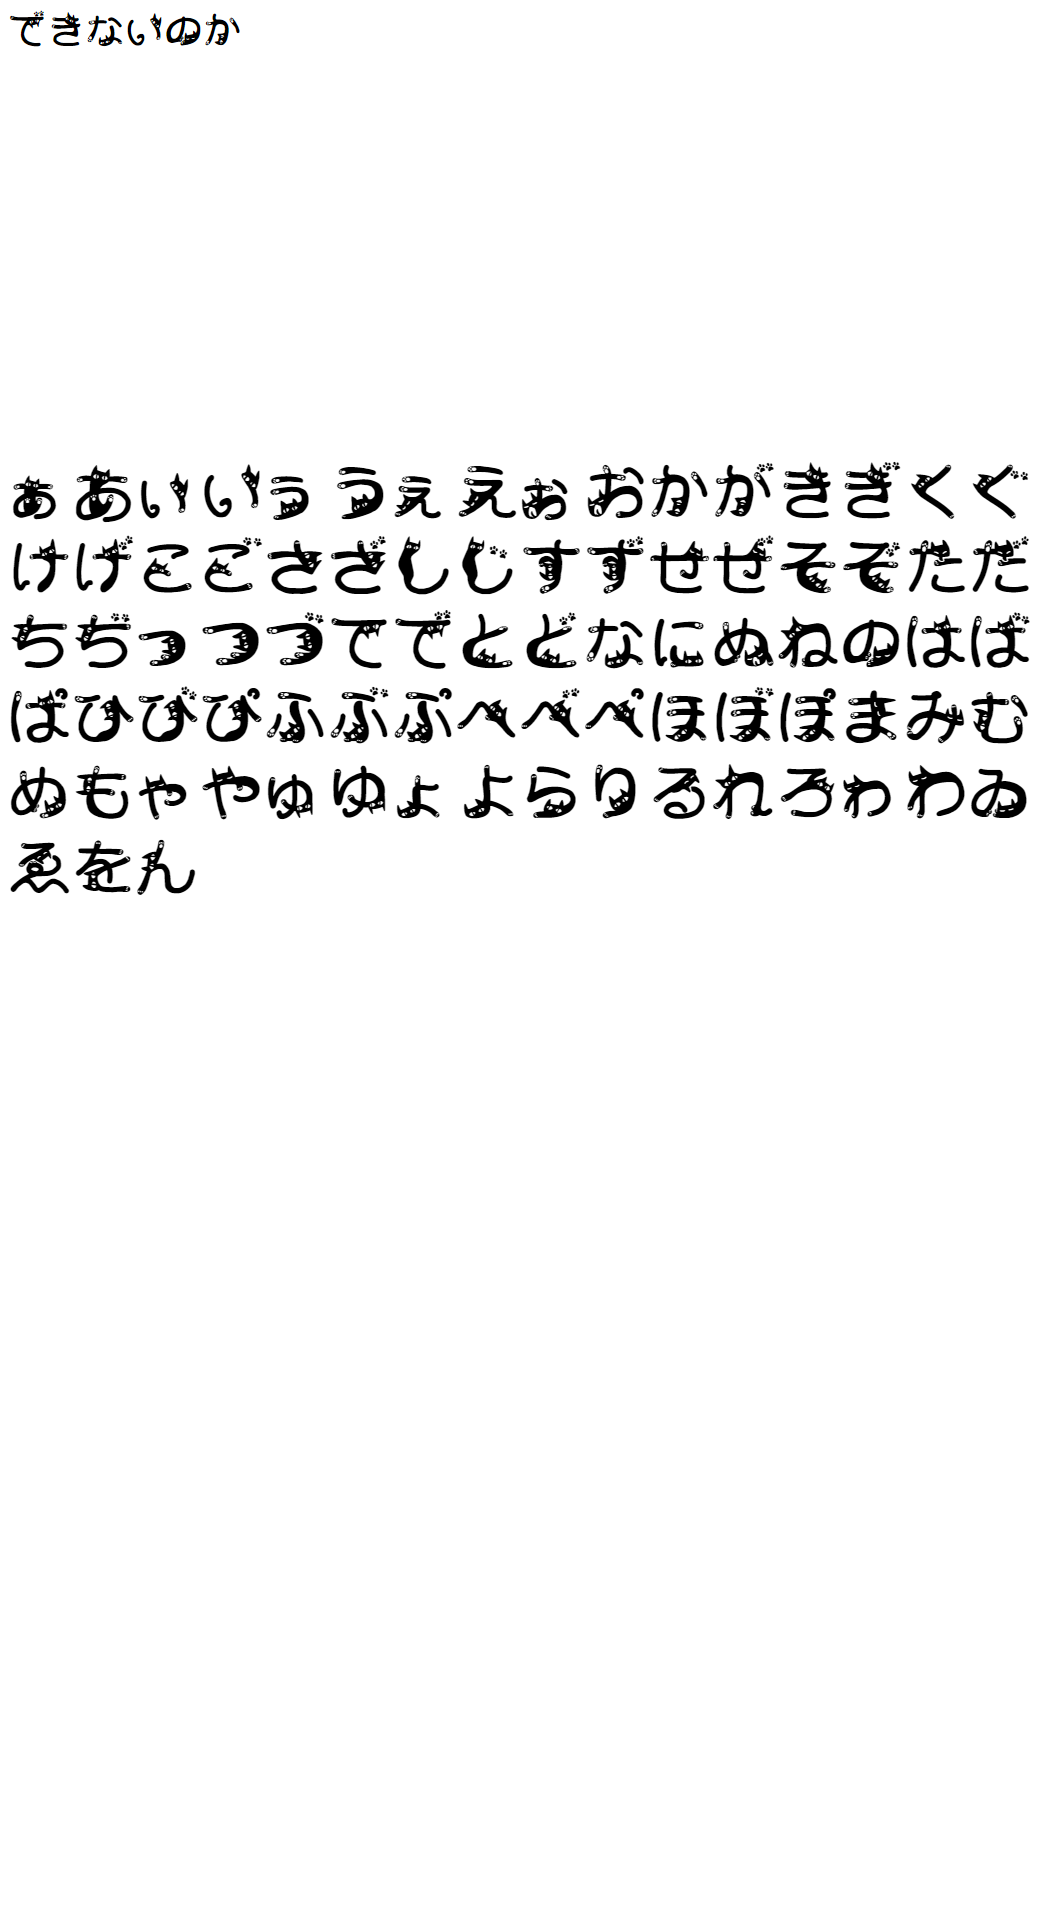 できないのか
ぁあぃいぅうぇえぉおかがきぎくぐ
けげこごさざしじすずせぜそぞただ
ちぢっつづてでとどなにぬねのはば
ぱひびぴふぶぷへべぺほぼぽまみむ
めもゃやゅゆょよらりるれろゎわゐ
ゑをん